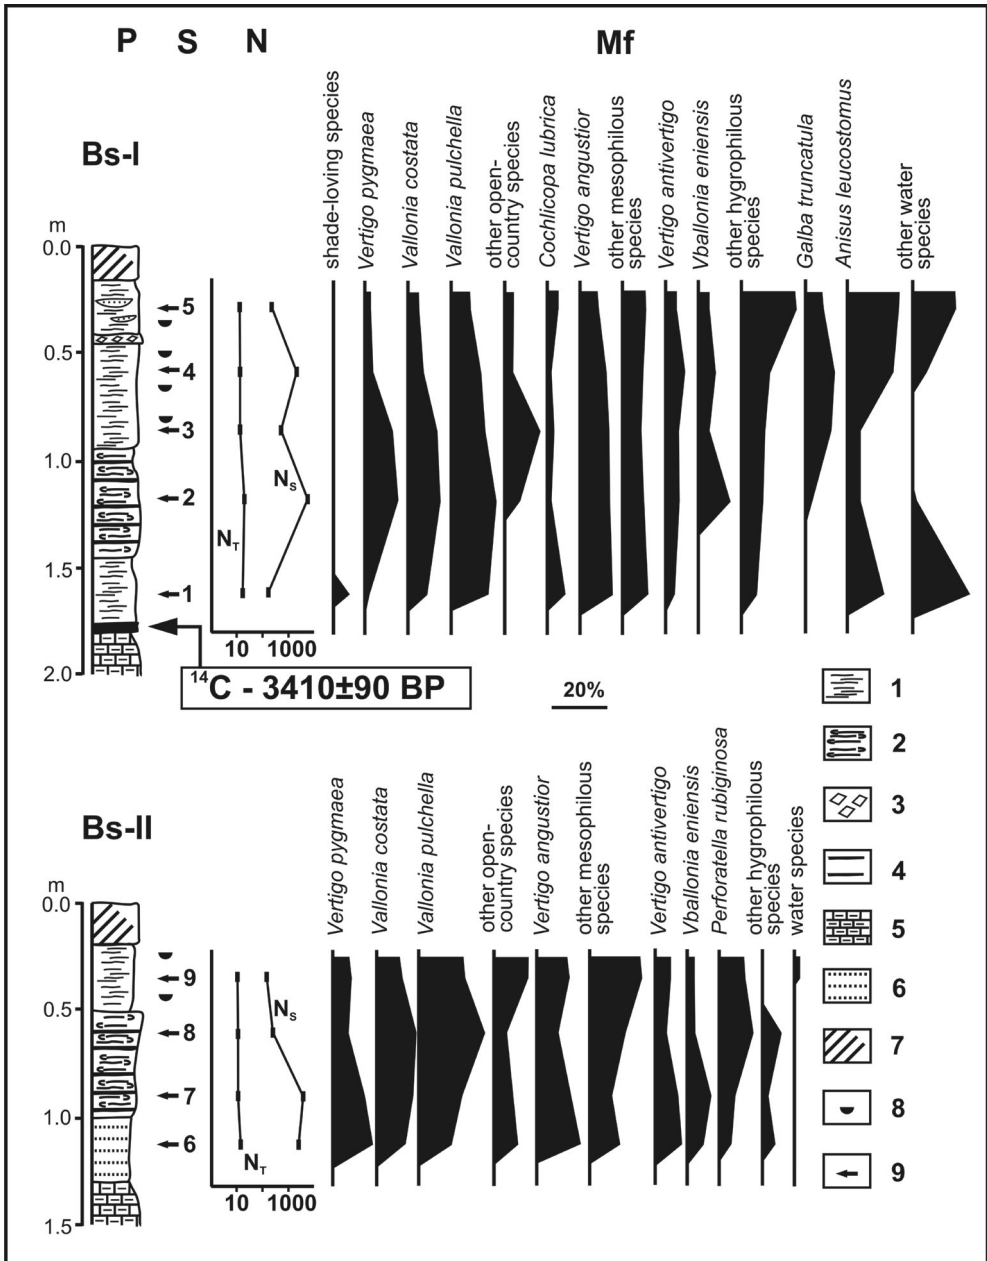 P S N Mf
Bs-I
shade-loving species
Vertigo pygmaea
Vallonia costata
Vallonia pulchella
other open-
country species
Cochlicopa lubrica
Vertigo angustior
other mesophilous
species
Vertigo antivertigo
Vballonia eniensis
other hygrophilous
species
Galba truncatula
Anisus leucostomus
other water
species
m
0.0
0.5
1.0
1.5
2.0
5
4
3
2
1
NS
NT
10 1000
14C - 3410±90 BP
20%
Bs-II
Vertigo pygmaea
Vallonia costata
Vallonia pulchella
other open-
country species
Vertigo angustior
other mesophilous
species
Vertigo antivertigo
Vballonia eniensis
Perforatella rubiginosa
other hygrophilous
species
water species
m
0.0
0.5
1.0
1.5
9
8
7
6
NS
NT
10 1000
1
2
3
4
5
6
7
8
9